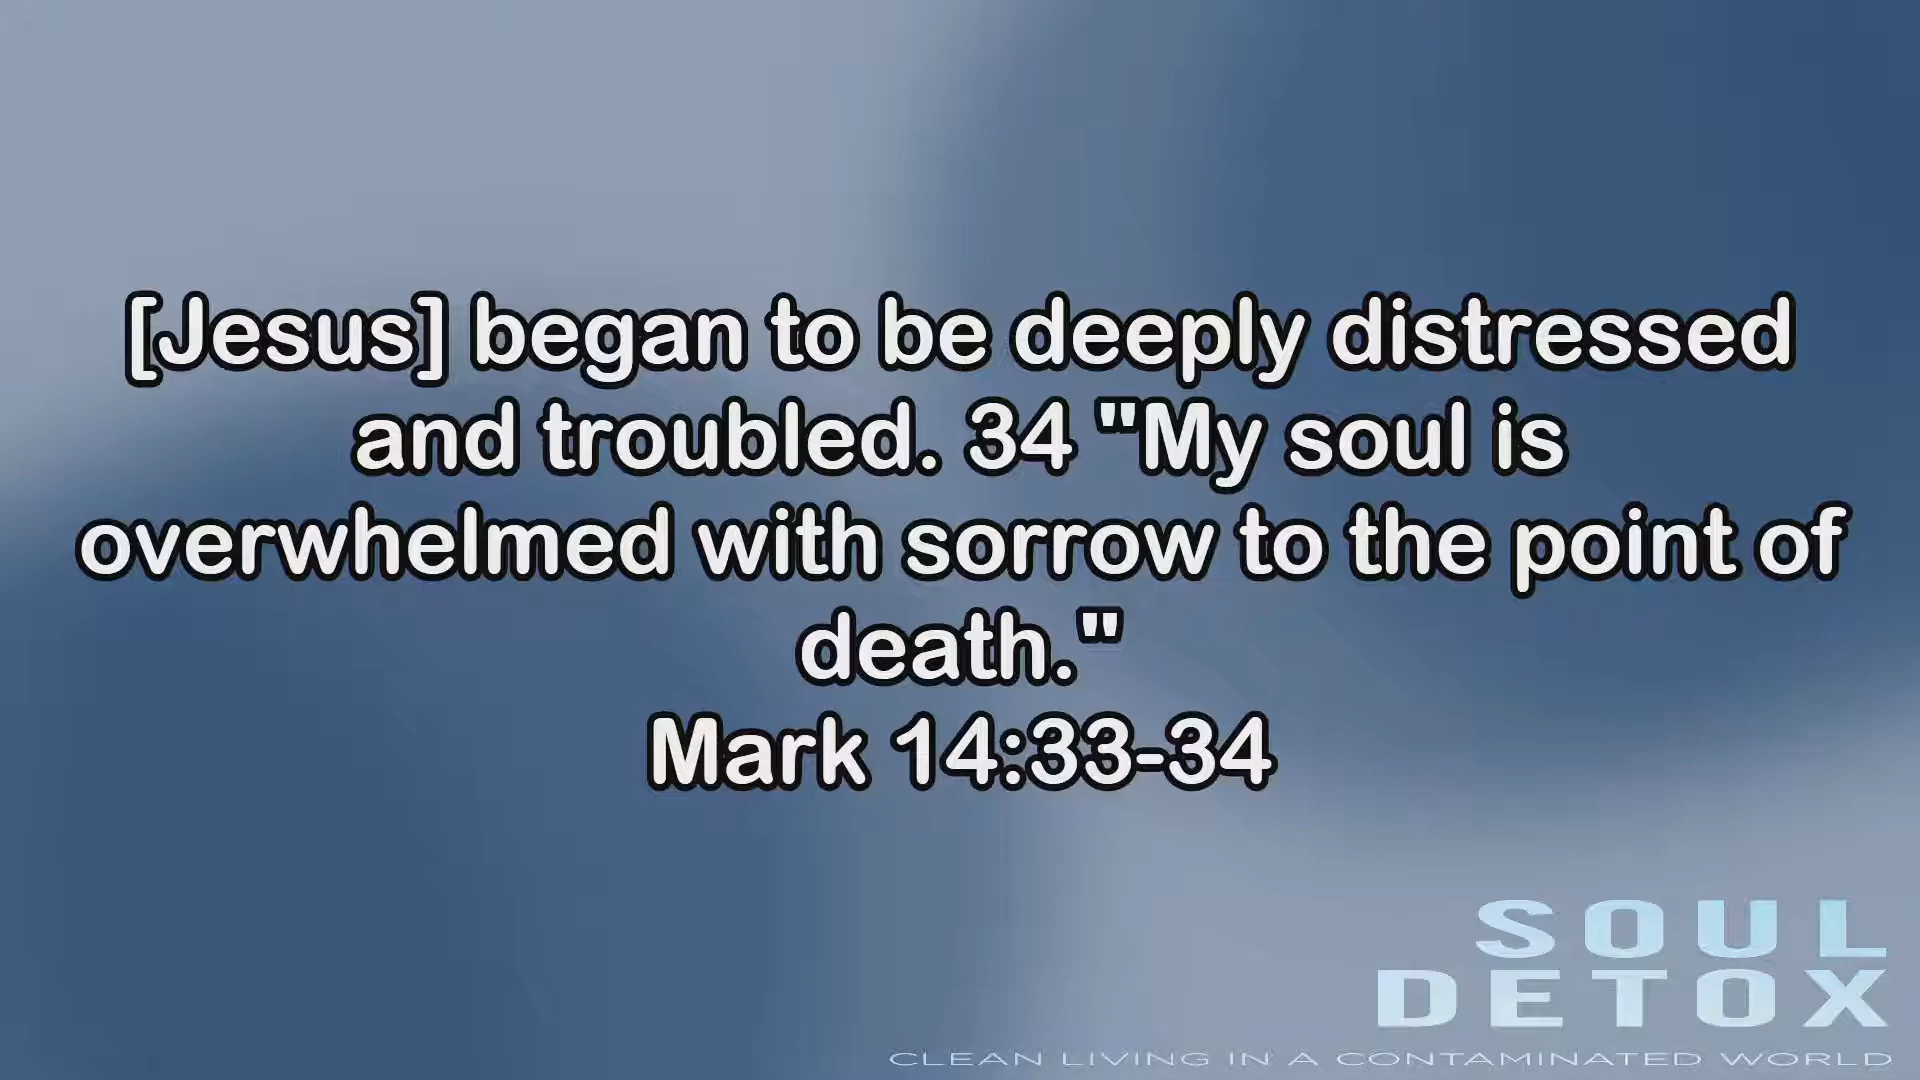 [Jesus] began to be deeply distressed
and troubled. 34 "My soul is
overwhelmed with sorrow to the point of
death."
Mark 14:33-34
SOUL
DETOX
CLEAN LIVING IN A CONTAMINATED WORLD